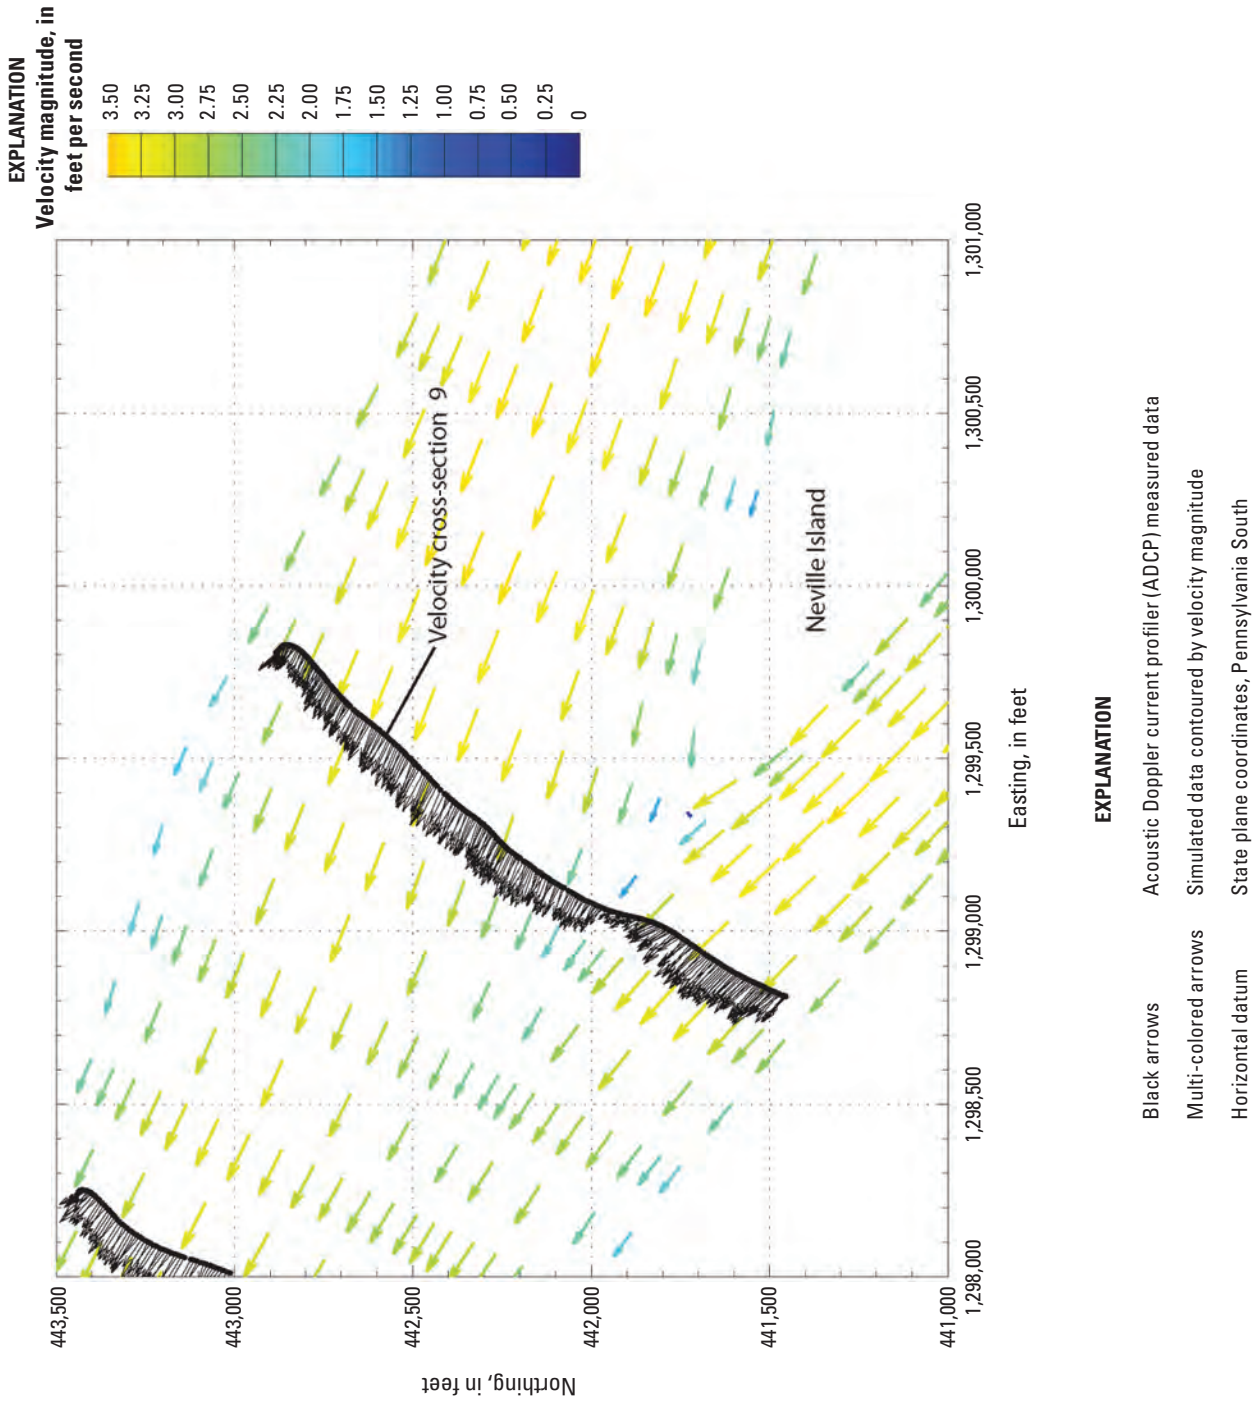 EXPLANATION
Velocity magnitude, in
feet per second
3.50
3.25
3.00
2.75
2.50
2.25
2.00
1.75
1.50
1.25
1.00
0.75
0.50
0.25
0
443,500
443,000
442,500
442,000
441,500
441,000
Northing, in feet
Velocity cross-section 9
Neville Island
1,298,000
1,298,500
1,299,000
1,299,500
1,300,000
1,300,500
1,301,000
Easting, in feet
EXPLANATION
Black arrows Acoustic Doppler current profiler (ADCP) measured data
Multi-colored arrows Simulated data contoured by velocity magnitude
Horizontal datum State plane coordinates, Pennsylvania South